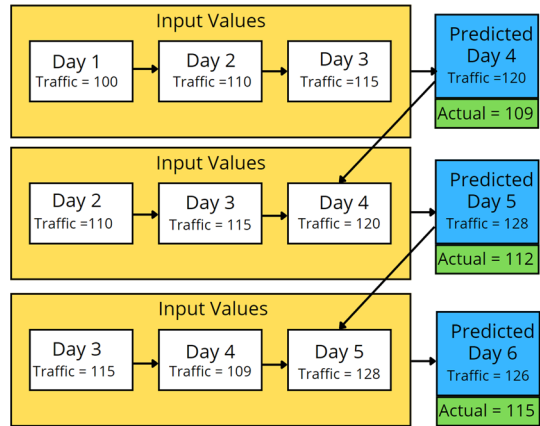 Input Values
Day 1
Traffic = 100
Day 2
Traffic =110
Day 3
Traffic =115
Predicted
Day 4
Traffic =120
Actual = 109
Input Values
Day 2
Traffic =110
Day 3
Traffic = 115
Day 4
Traffic = 120
Predicted
Day 5
Traffic = 128
Actual = 112
Input Values
Day 3
Traffic = 115
Day 4
Traffic = 109
Day 5
Traffic = 128
Predicted
Day 6
Traffic = 126
Actual = 115